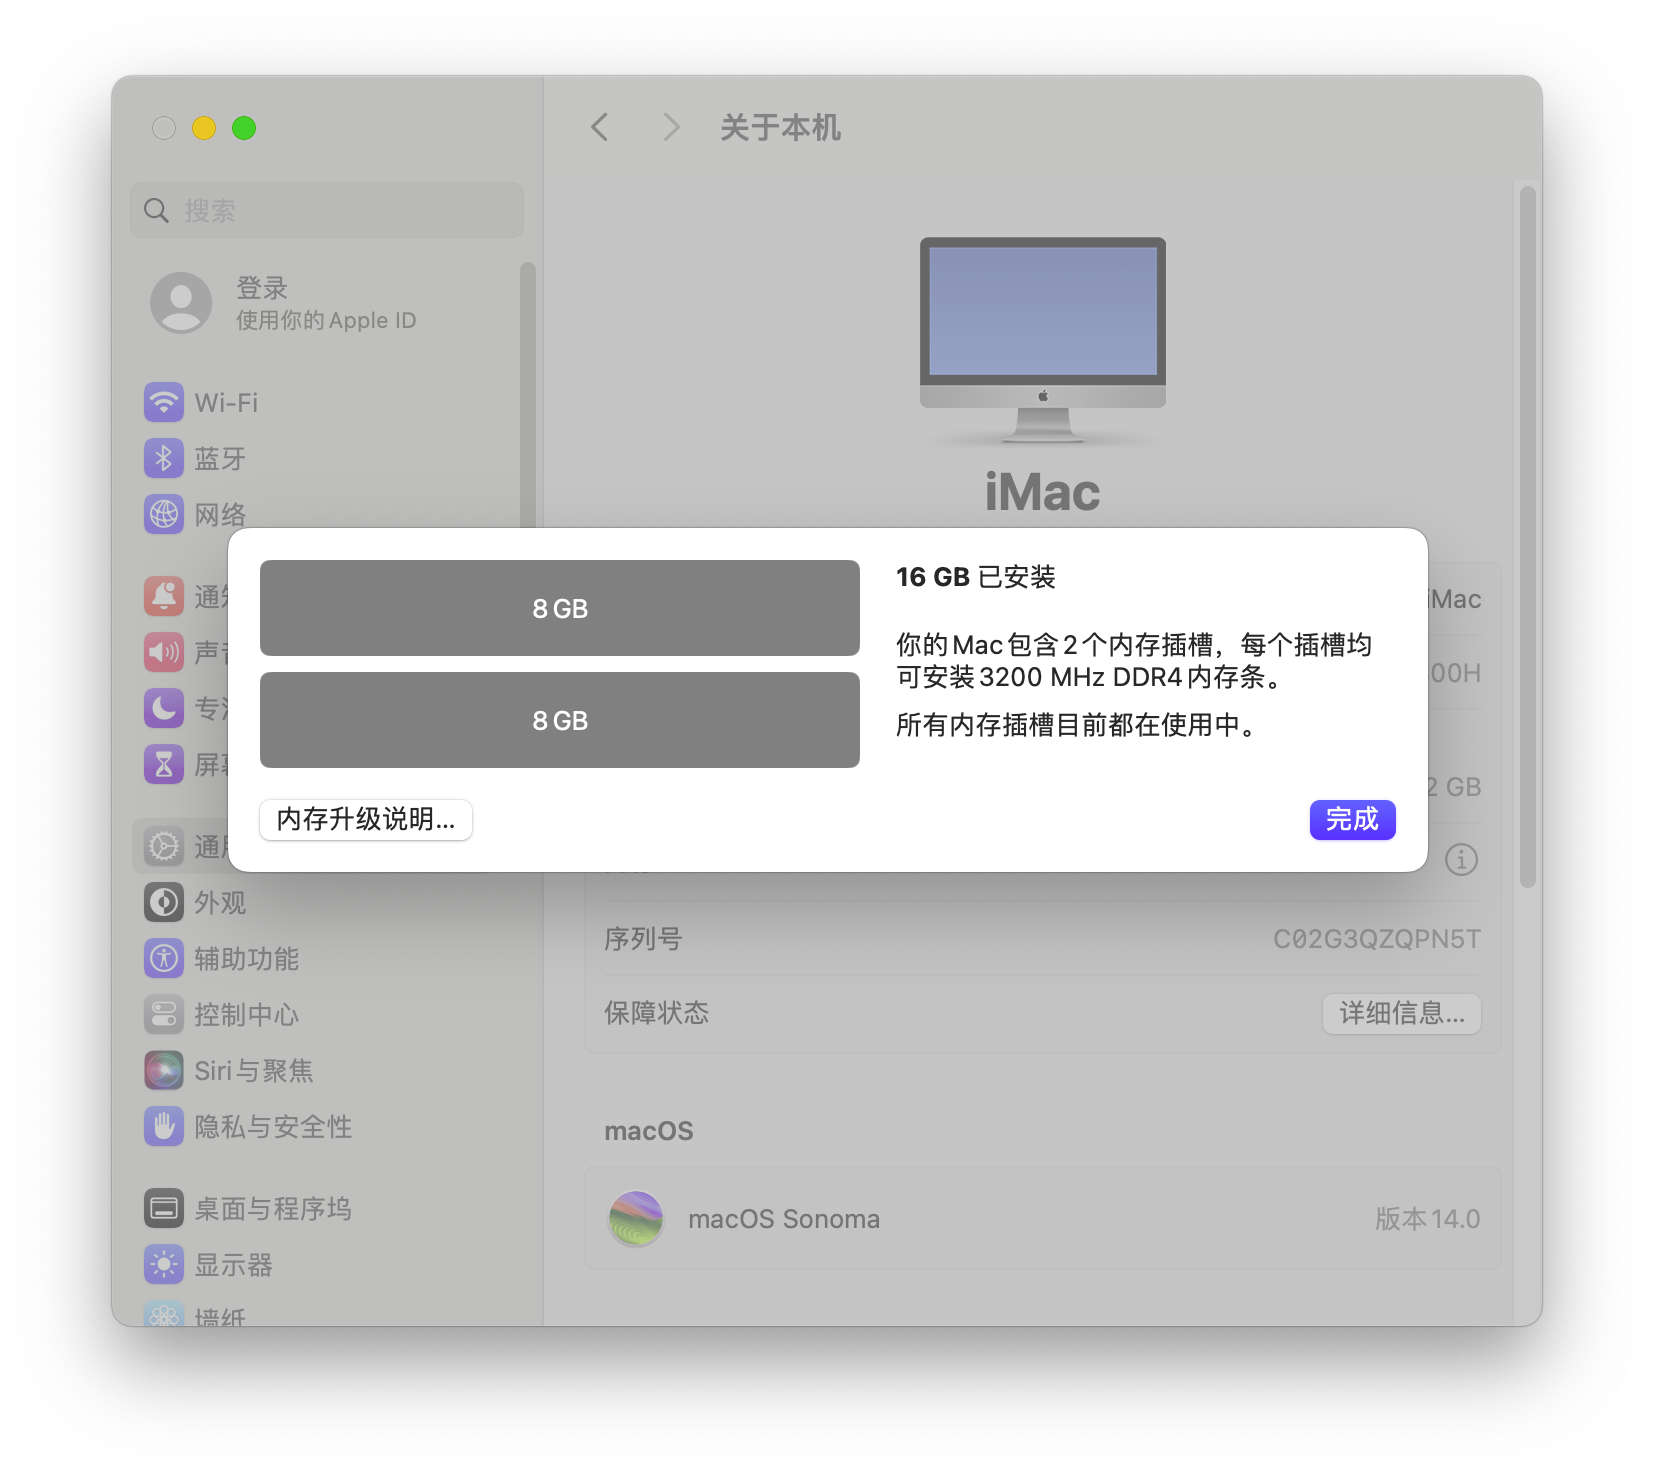 关于本机
搜索
登录
使用你的 Apple ID
Wi-Fi
蓝牙
网络
声
专
屏
外观
辅助功能
控制中心
Siri 与聚焦
隐私与安全性
桌面与程序坞
显示器
墙纸
iMac
8 GB
8 GB
16 GB 已安装
你的 Mac 包含 2 个内存插槽，每个插槽均
可安装 3200 MHz DDR4 内存条。
所有内存插槽目前都在使用中。
内存升级说明...
完成
iMac
00H
2 GB
序列号 C02G3QZQPN5T
保障状态 详细信息...
macOS
macOS Sonoma 版本 14.0